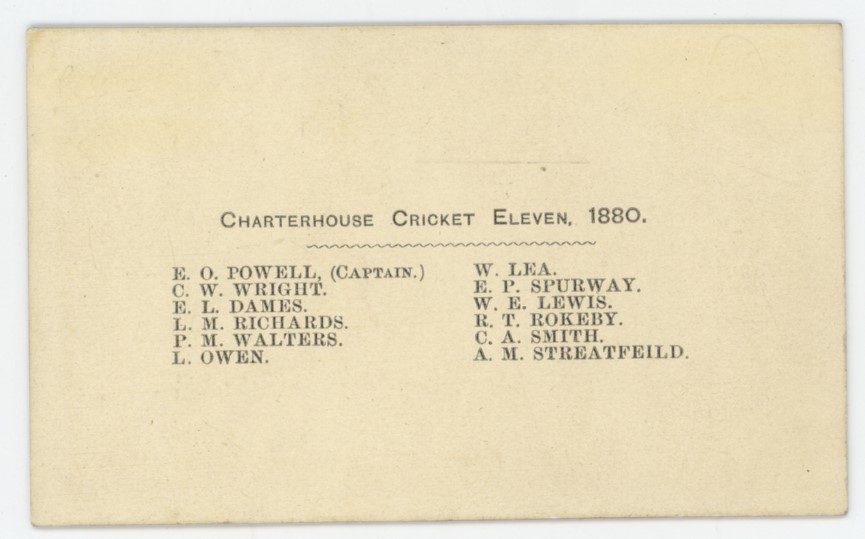 CHARTERHOUSE CRICKET ELEVEN, 1880.
E. O. POWELL, (CAPTAIN.)
C. W. WRIGHT.
E. L. DAMES.
L. M. RICHARDS.
P. M. WALTERS.
L. OWEN.
W. LEA.
E. P. SPURWAY.
W. E. LEWIS.
R. T. ROKEBY.
C. A. SMITH.
A. M. STREATFEILD.